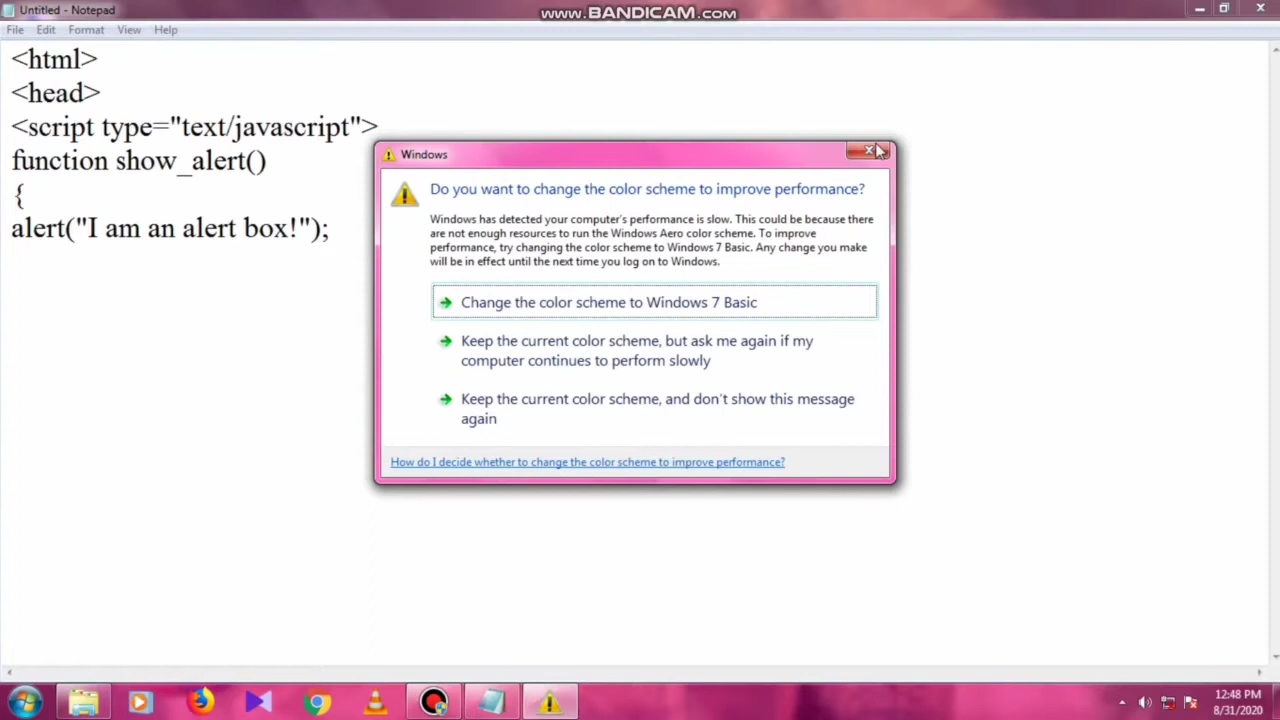 Untitled - Notepad
www.BANDICAM.com
File Edit Format View Help
<html>
<head>
<script type="text/javascript">
function show_alert()
{
alert("I am an alert box!");
Windows
Do you want to change the color scheme to improve performance?
Windows has detected your computer's performance is slow. This could be because there
are not enough resources to run the Windows Aero color scheme. To improve
performance, try changing the color scheme to Windows 7 Basic. Any change you make
will be in effect until the next time you log on to Windows.
Change the color scheme to Windows 7 Basic
Keep the current color scheme, but ask me again if my
computer continues to perform slowly
Keep the current color scheme, and don't show this message
again
How do I decide whether to change the color scheme to improve performance?
12:48 PM
8/31/2020